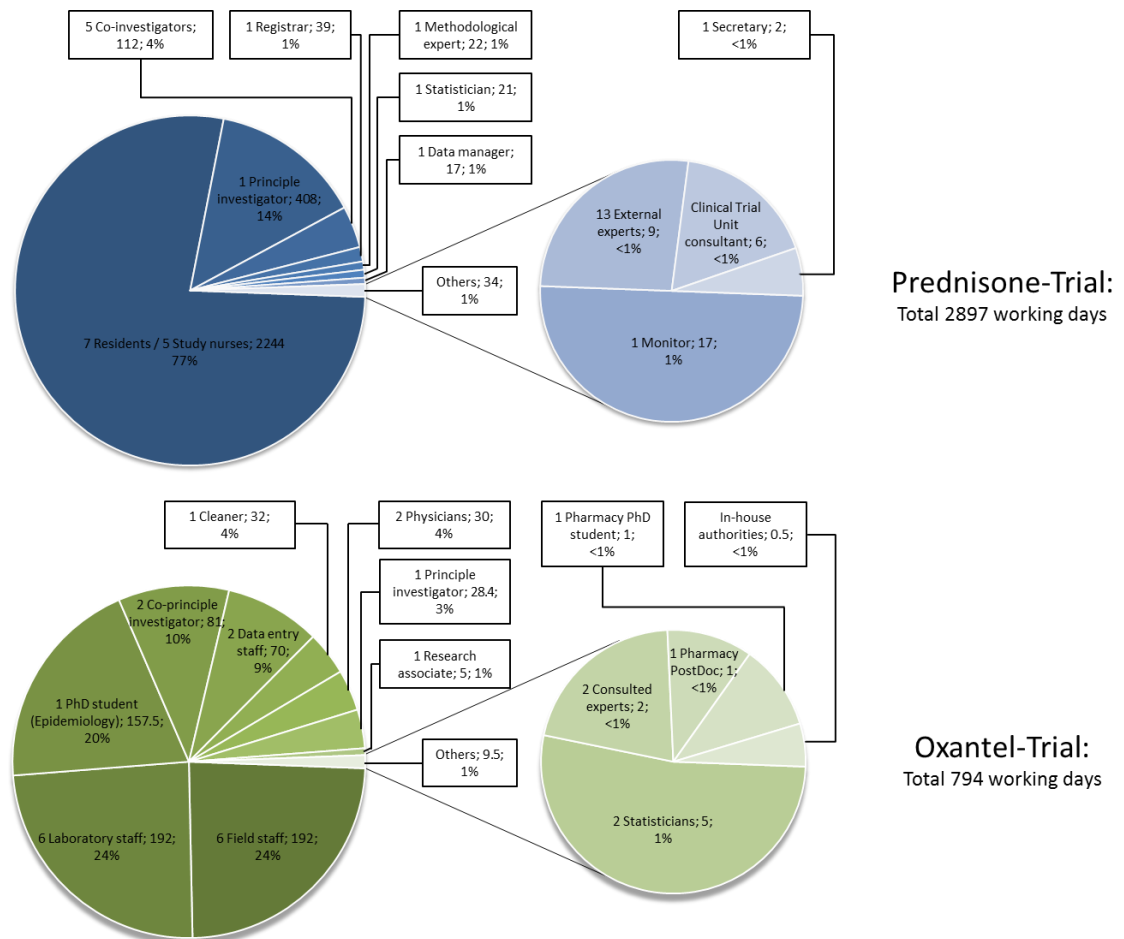 5 Co-investigators;
112; 4%
1 Registrar; 39;
1%
1 Methodological
expert; 22; 1%
1 Secretary; 2;
<1%
1 Statistician; 21;
1%
1 Data manager;
17; 1%
1 Principle
investigator; 408;
14%
13 External
experts; 9;
<1%
Clinical Trial
Unit
consultant; 6;
<1%
Others; 34;
1%
7 Residents / 5 Study nurses; 2244
77%
1 Monitor; 17;
1%
Prednisone-Trial:
Total 2897 working days
1 Cleaner; 32;
4%
2 Physicians; 30;
4%
1 Pharmacy PhD
student; 1;
<1%
In-house
authorities; 0.5;
<1%
1 Principle
investigator; 28.4;
3%
2 Co-principle
investigator; 81;
10%
2 Data entry
staff; 70;
9%
1 Research
associate; 5; 1%
1 Pharmacy
PostDoc; 1;
<1%
2 Consulted
experts; 2;
<1%
1 PhD student
(Epidemiology); 157.5;
20%
Others; 9.5;
1%
6 Laboratory staff; 192;
24%
6 Field staff; 192;
24%
2 Statisticians; 5;
1%
Oxantel-Trial:
Total 794 working days